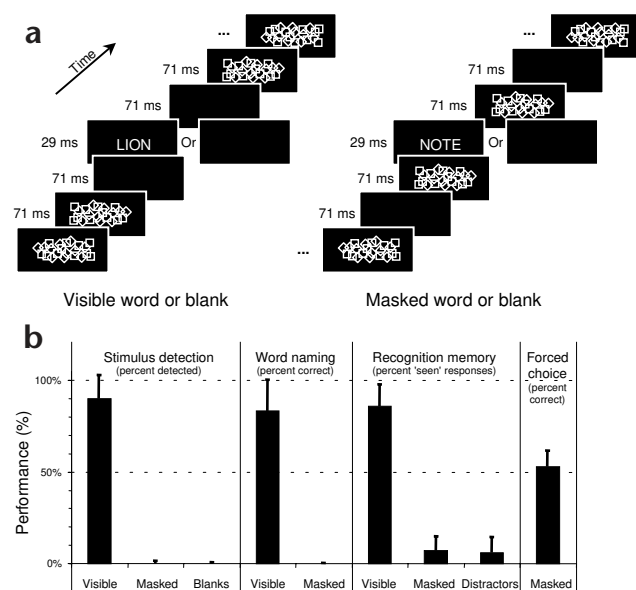 a
Time
... ...
71 ms 71 ms
71 ms 71 ms
29 ms LION Or 29 ms NOTE Or
71 ms 71 ms
71 ms 71 ms
...
Visible word or blank Masked word or blank
b
Stimulus detection Word naming Recognition memory Forced
(percent detected) (percent correct) (percent 'seen' responses) choice
(percent
correct)
Performance (%)
100%
50%
0%
Visible Masked Blanks Visible Masked Visible Masked Distractors Masked